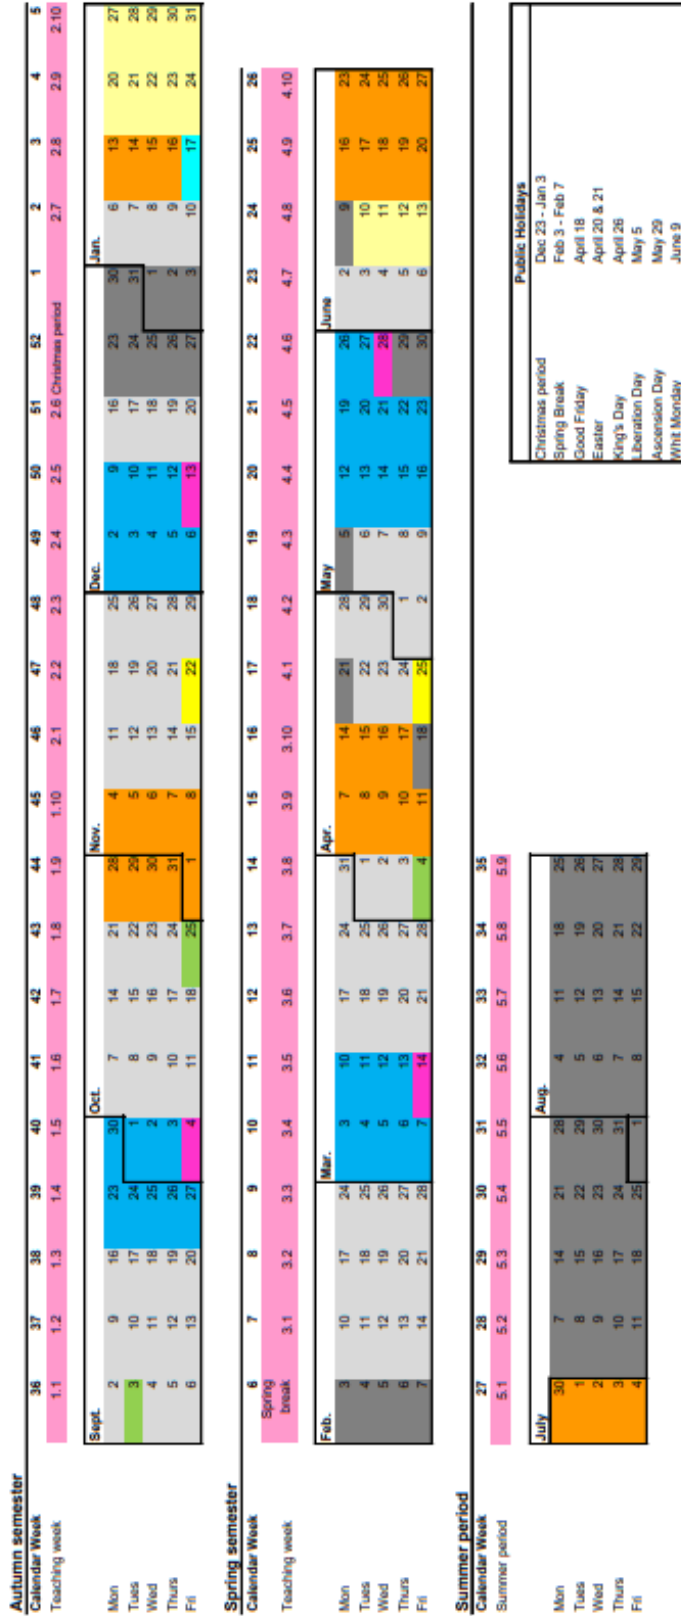 Autumn semester
Calendar Week 36 37 38 39 40 41 42 43 44 45 46 47 48 49 50 51 52 1 2 3 4 5
Teaching week 1.1 1.2 1.3 1.4 1.5 1.6 1.7 1.8 1.9 1.10 2.1 2.2 2.3 2.4 2.5 2.6 Christmas period 2.7 2.8 2.9 2.10
Sept. Oct. Nov. Dec. Jan.
Mon 2 9 16 23 30 7 14 21 28 4 11 18 25 2 9 16 23 30 6 13 20 27
Tues 3 10 17 24 1 8 15 22 29 5 12 19 26 3 10 17 24 31 7 14 21 28
Wed 4 11 18 25 2 9 16 23 30 6 13 20 27 4 11 18 25 1 8 15 22 29
Thurs 5 12 19 26 3 10 17 24 31 7 14 21 28 5 12 19 26 2 9 16 23 30
Fri 6 13 20 27 4 11 18 25 1 8 15 22 29 6 13 20 27 3 10 17 24 31
Spring semester
Calendar Week 6 7 8 9 10 11 12 13 14 15 16 17 18 19 20 21 22 23 24 25 26
Teaching week Spring break 3.1 3.2 3.3 3.4 3.5 3.6 3.7 3.8 3.9 3.10 4.1 4.2 4.3 4.4 4.5 4.6 4.7 4.8 4.9 4.10
Feb. Mar. Apr. May June
Mon 3 10 17 24 3 10 17 24 31 7 14 21 28 5 12 19 26 2 9 16 23
Tues 4 11 18 25 4 11 18 25 1 8 15 22 29 6 13 20 27 3 10 17 24
Wed 5 12 19 26 5 12 19 26 2 9 16 23 30 7 14 21 28 4 11 18 25
Thurs 6 13 20 27 6 13 20 27 3 10 17 24 1 8 15 22 29 5 12 19 26
Fri 7 14 21 28 7 14 21 28 4 11 18 25 2 9 16 23 30 6 13 20 27
Summer period
Calendar Week 27 28 29 30 31 32 33 34 35
Summer period 5.1 5.2 5.3 5.4 5.5 5.6 5.7 5.8 5.9
July Aug.
Mon 30 7 14 21 28 4 11 18 25
Tues 1 8 15 22 29 5 12 19 26
Wed 2 9 16 23 30 6 13 20 27
Thurs 3 10 17 24 31 7 14 21 28
Fri 4 11 18 25 1 8 15 22 29
Public Holidays
Christmas period Dec 23 - Jan 3
Spring Break Feb 3 - Feb 7
Good Friday April 18
Easter April 20 & 21
King's Day April 26
Liberation Day May 5
Ascension Day May 29
Whit Monday June 9